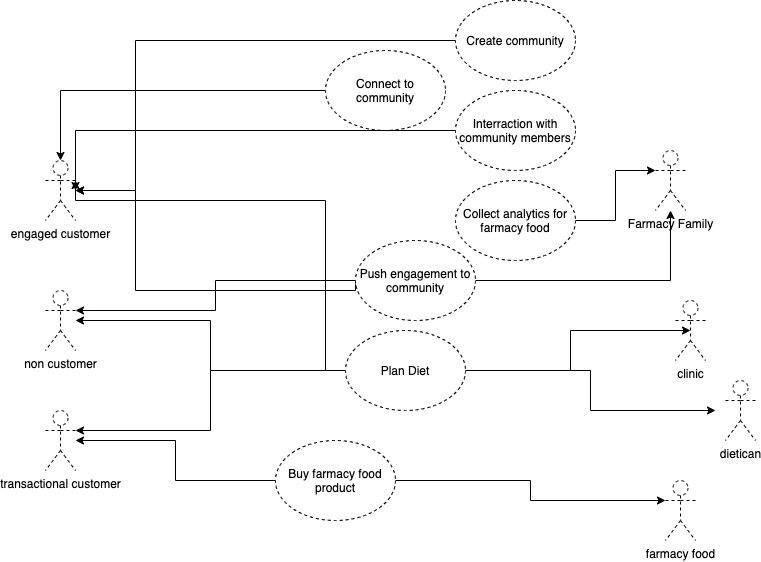 Create community
Connect to
community
Interraction with
community members
engaged customer
Collect analytics for
farmacy food
Farmacy Family
Push engagement to
community
non customer
Plan Diet
clinic
dietican
transactional customer
Buy farmacy food
product
farmacy food